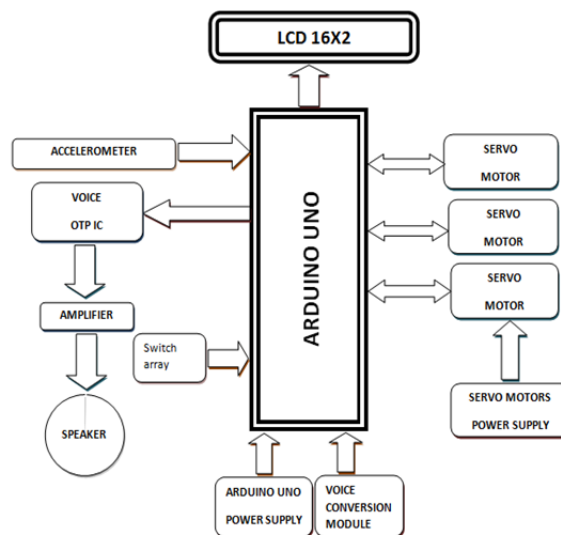 LCD 16X2
ACCELEROMETER
VOICE
OTP IC
AMPLIFIER
Switch
array
SPEAKER
ARDUINO UNO
SERVO
MOTOR
SERVO
MOTOR
SERVO
MOTOR
SERVO MOTORS
POWER SUPPLY
ARDUINO UNO
POWER SUPPLY
VOICE
CONVERSION
MODULE